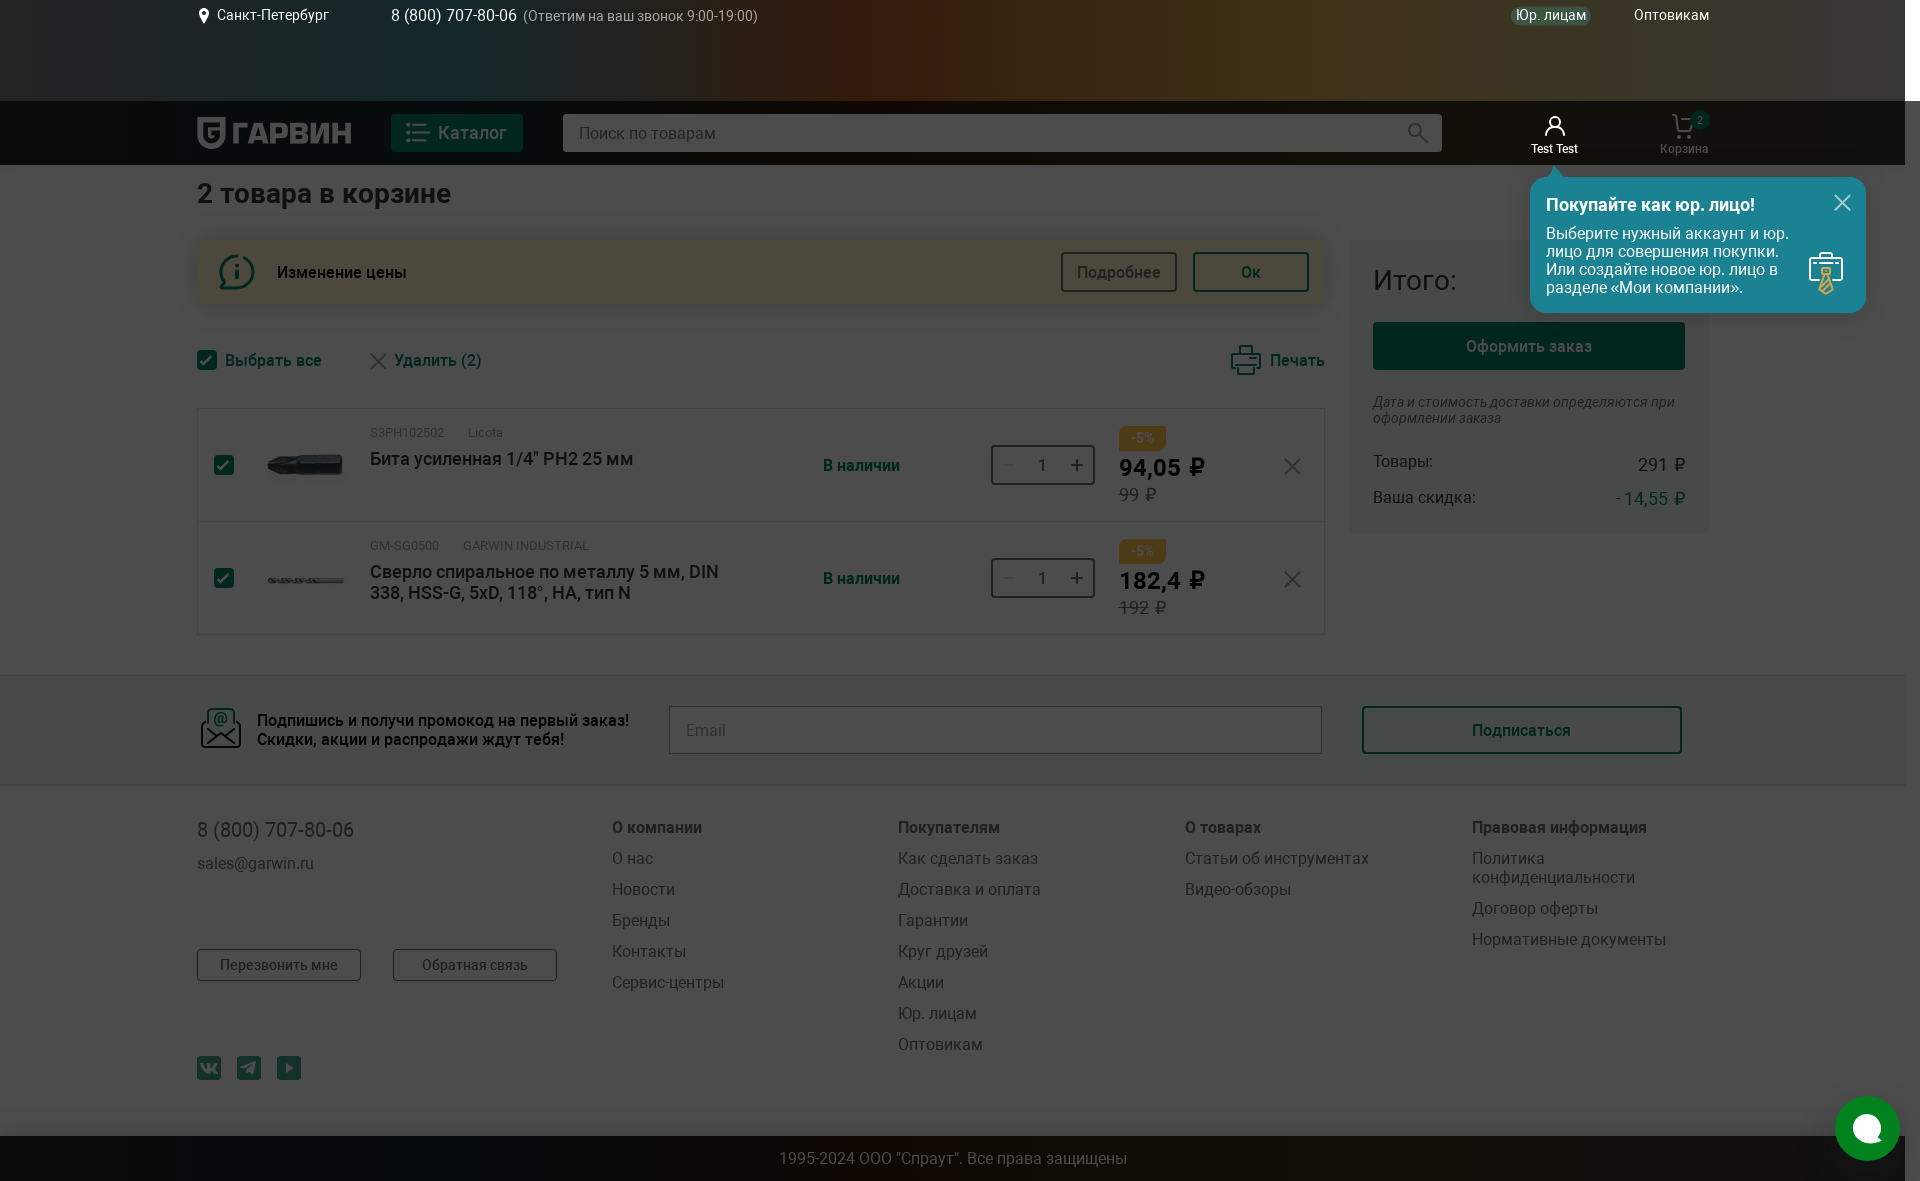 Санкт-Петербург
8 (800) 707-80-06 (Ответим на ваш звонок 9:00-19:00)
Юр. лицам
Оптовикам
ГАРВИН
Каталог
Поиск по товарам
Test Test
2
Корзина
2 товара в корзине
Покупайте как юр. лицо!
Выберите нужный аккаунт и юр.
лицо для совершения покупки.
Или создайте новое юр. лицо в
разделе «Мои компании».
Изменение цены
Подробнее
Ок
Итого:
Оформить заказ
Дата и стоимость доставки определяются при
оформлении заказа
Товары:
291 ₽
Ваша скидка:
- 14,55 ₽
Выбрать все
Удалить (2)
Печать
S3PH102502
Licota
Бита усиленная 1/4" PH2 25 мм
В наличии
1
-5%
94,05 ₽
99 ₽
GM-SG0500
GARWIN INDUSTRIAL
Сверло спиральное по металлу 5 мм, DIN
338, HSS-G, 5xD, 118°, HA, тип N
В наличии
1
-5%
182,4 ₽
192 ₽
Подпишись и получи промокод на первый заказ!
Скидки, акции и распродажи ждут тебя!
Email
Подписаться
8 (800) 707-80-06
sales@garwin.ru
Перезвонить мне
Обратная связь
О компании
О нас
Новости
Бренды
Контакты
Сервис-центры
Покупателям
Как сделать заказ
Доставка и оплата
Гарантии
Круг друзей
Акции
Юр. лицам
Оптовикам
О товарах
Статьи об инструментах
Видео-обзоры
Правовая информация
Политика
конфиденциальности
Договор оферты
Нормативные документы
1995-2024 ООО "Спраут". Все права защищены